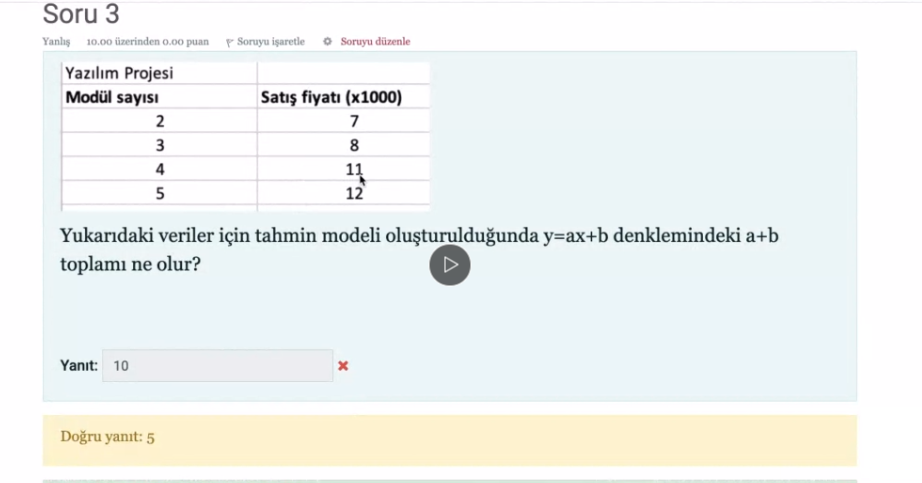 Soru 3
Yanlış 10.00 üzerinden 0.00 puan Soruyu işaretle Soruyu düzenle
Yazılım Projesi
Modül sayısı Satış fiyatı (x1000)
2 7
3 8
4 11
5 12
Yukarıdaki veriler için tahmin modeli oluşturulduğunda y=ax+b denklemindeki a+b
toplamı ne olur?
Yanıt: 10
Doğru yanıt: 5